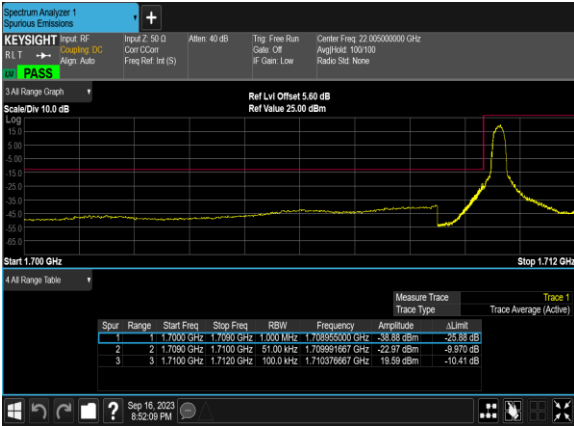 Spectrum Analyzer 1
Spurious Emissions
+
KEYSIGHT Input: RF Input Z: 50 Ω Atten: 40 dB Trig: Free Run Center Freq: 22.005000000 GHz
RLT Coupling: DC Corr CCorr Gate: Off Avg|Hold: 100/100
Align: Auto Freq Ref: Int (S) IF Gain: Low Radio Std: None
PASS
3 All Range Graph
Ref Lvl Offset 5.60 dB
Scale/Div 10.0 dB Ref Value 25.00 dBm
Log
15.0
5.00
-5.00
-15.0
-25.0
-35.0
-45.0
-55.0
-65.0
Start 1.700 GHz Stop 1.712 GHz
4 All Range Table
Measure Trace Trace 1
Trace Type Trace Average (Active)
Spur Range Start Freq Stop Freq RBW Frequency Amplitude ΔLimit
1 1 1.7000 GHz 1.7090 GHz 1.000 MHz 1.708955000 GHz -38.88 dBm -25.88 dB
2 2 1.7090 GHz 1.7100 GHz 51.00 kHz 1.709991667 GHz -22.97 dBm -9.970 dB
3 3 1.7100 GHz 1.7120 GHz 100.0 kHz 1.710376667 GHz 19.59 dBm -10.41 dB
? Sep 16, 2023
8:52:09 PM